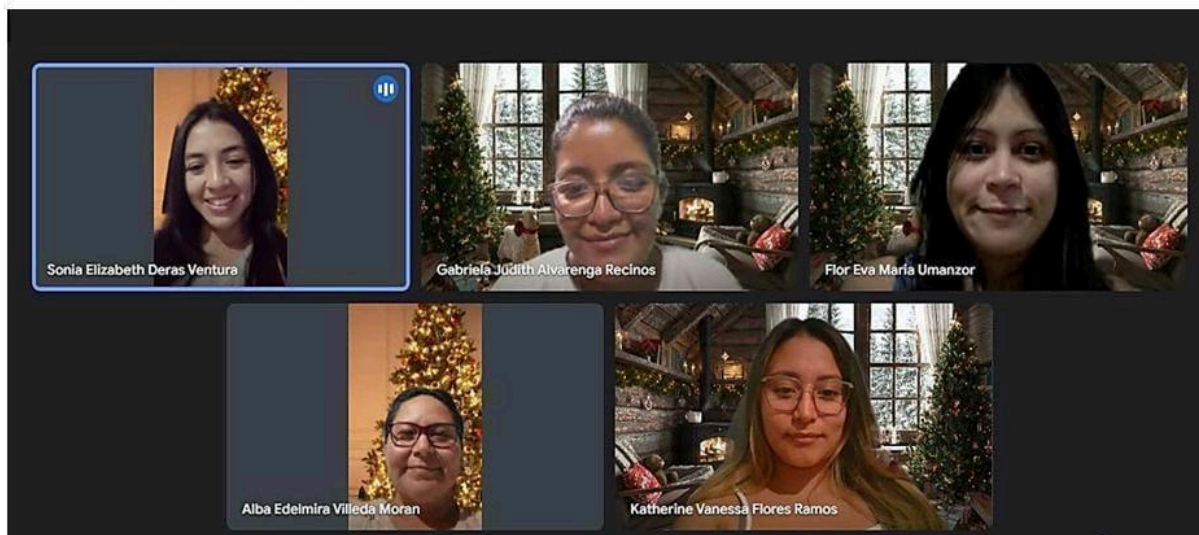 Sonia Elizabeth Deras Ventura
Gabriela Judith Alvarenga Recinos
Flor Eva Maria Umanzor
Alba Edelmira Villeda Moran
Katherine Vanessa Flores Ramos